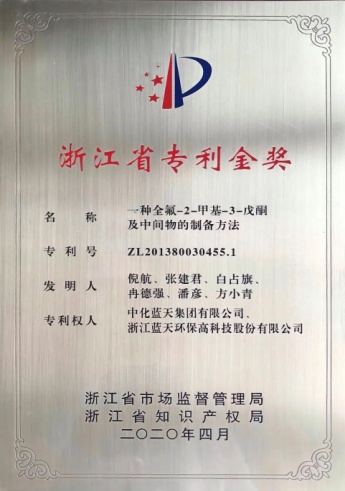 浙江省专利金奖
名称 一种全氟-2-甲基-3-戊酮
及中间物的制备方法
专利号 ZL201380030455.1
发明人 倪航、张建君、白占旗、
冉德强、潘彦、方小青
专利权人 中化蓝天集团有限公司、
浙江蓝天环保高科技股份有限公司
浙江省市场监督管理局
浙江省知识产权局
二〇二〇年四月